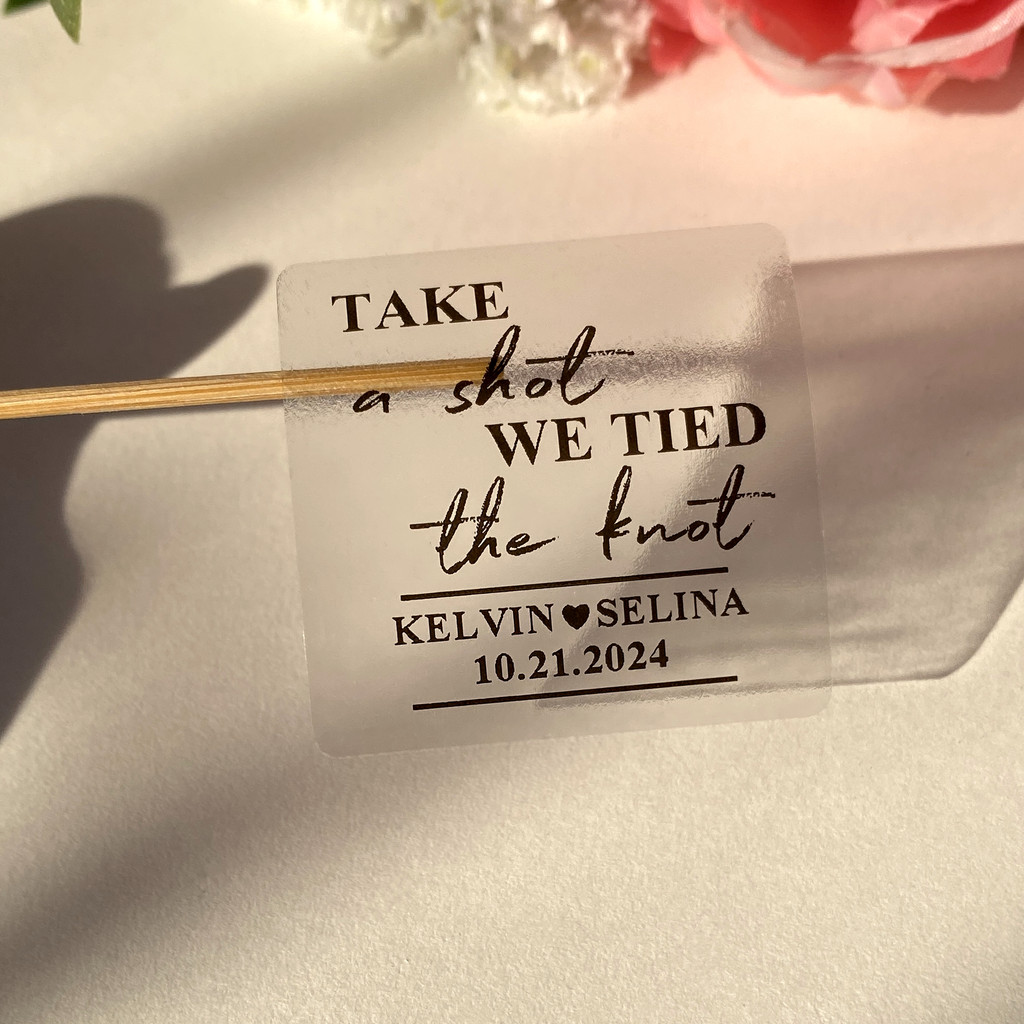 TAKE
a shot
WE TIED
the knot
KELVIN♥SELINA
10.21.2024